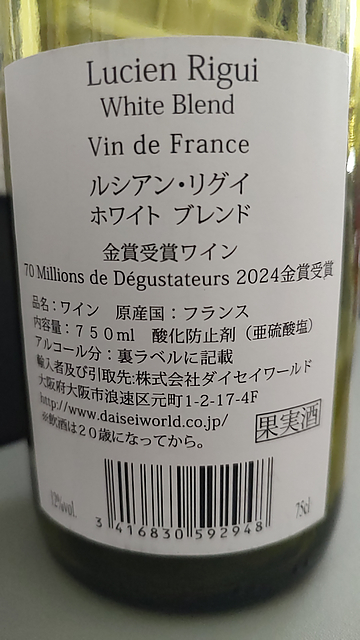 Lucien Rigui
White Blend
Vin de France
ルシアン・リグイ
ホワイト ブレンド
金賞受賞ワイン
70 Millions de Dégustateurs 2024金賞受賞
品名：ワイン 原産国：フランス
内容量：７５０ml 酸化防止剤（亜硫酸塩）
アルコール分：裏ラベルに記載
輸入者及び引取先:株式会社ダイセイワールド
大阪府大阪市浪速区元町1-2-17-4F
http://www.daiseiworld.co.jp/
※飲酒は２０歳になってから。
果実酒
12%vol.
3 416830 592948
75cl